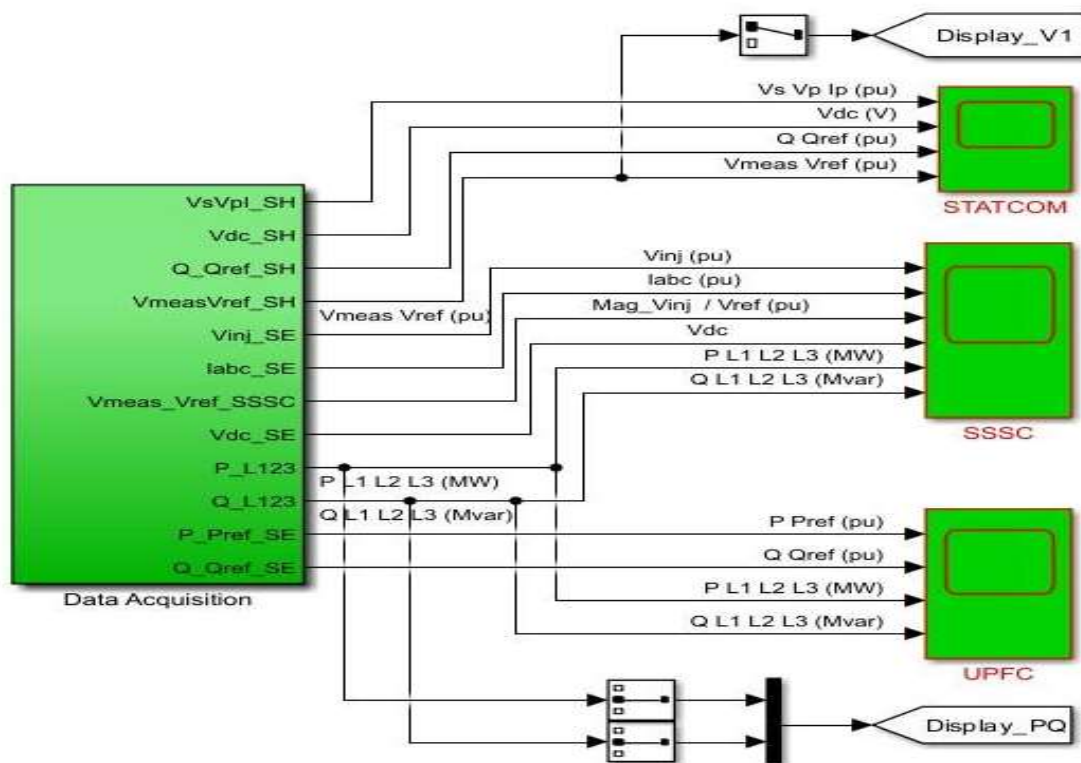 Display_V1
Vs Vp Ip (pu)
Vdc (V)
Q Qref (pu)
Vmeas Vref (pu)
STATCOM
VsVpI_SH
Vdc_SH
Q_Qref_SH
VmeasVref_SH
Vmeas Vref (pu)
Vinj_SE
Iabc_SE
Vmeas_Vref_SSSC
Vdc_SE
P_L123
P L1 L2 L3 (MW)
Q_L123
Q L1 L2 L3 (Mvar)
P_Pref_SE
Q_Qref_SE
Data Acquisition
Vinj (pu)
Iabc (pu)
Mag_Vinj / Vref (pu)
Vdc
P L1 L2 L3 (MW)
Q L1 L2 L3 (Mvar)
SSSC
P Pref (pu)
Q Qref (pu)
P L1 L2 L3 (MW)
Q L1 L2 L3 (Mvar)
UPFC
Display_PQ